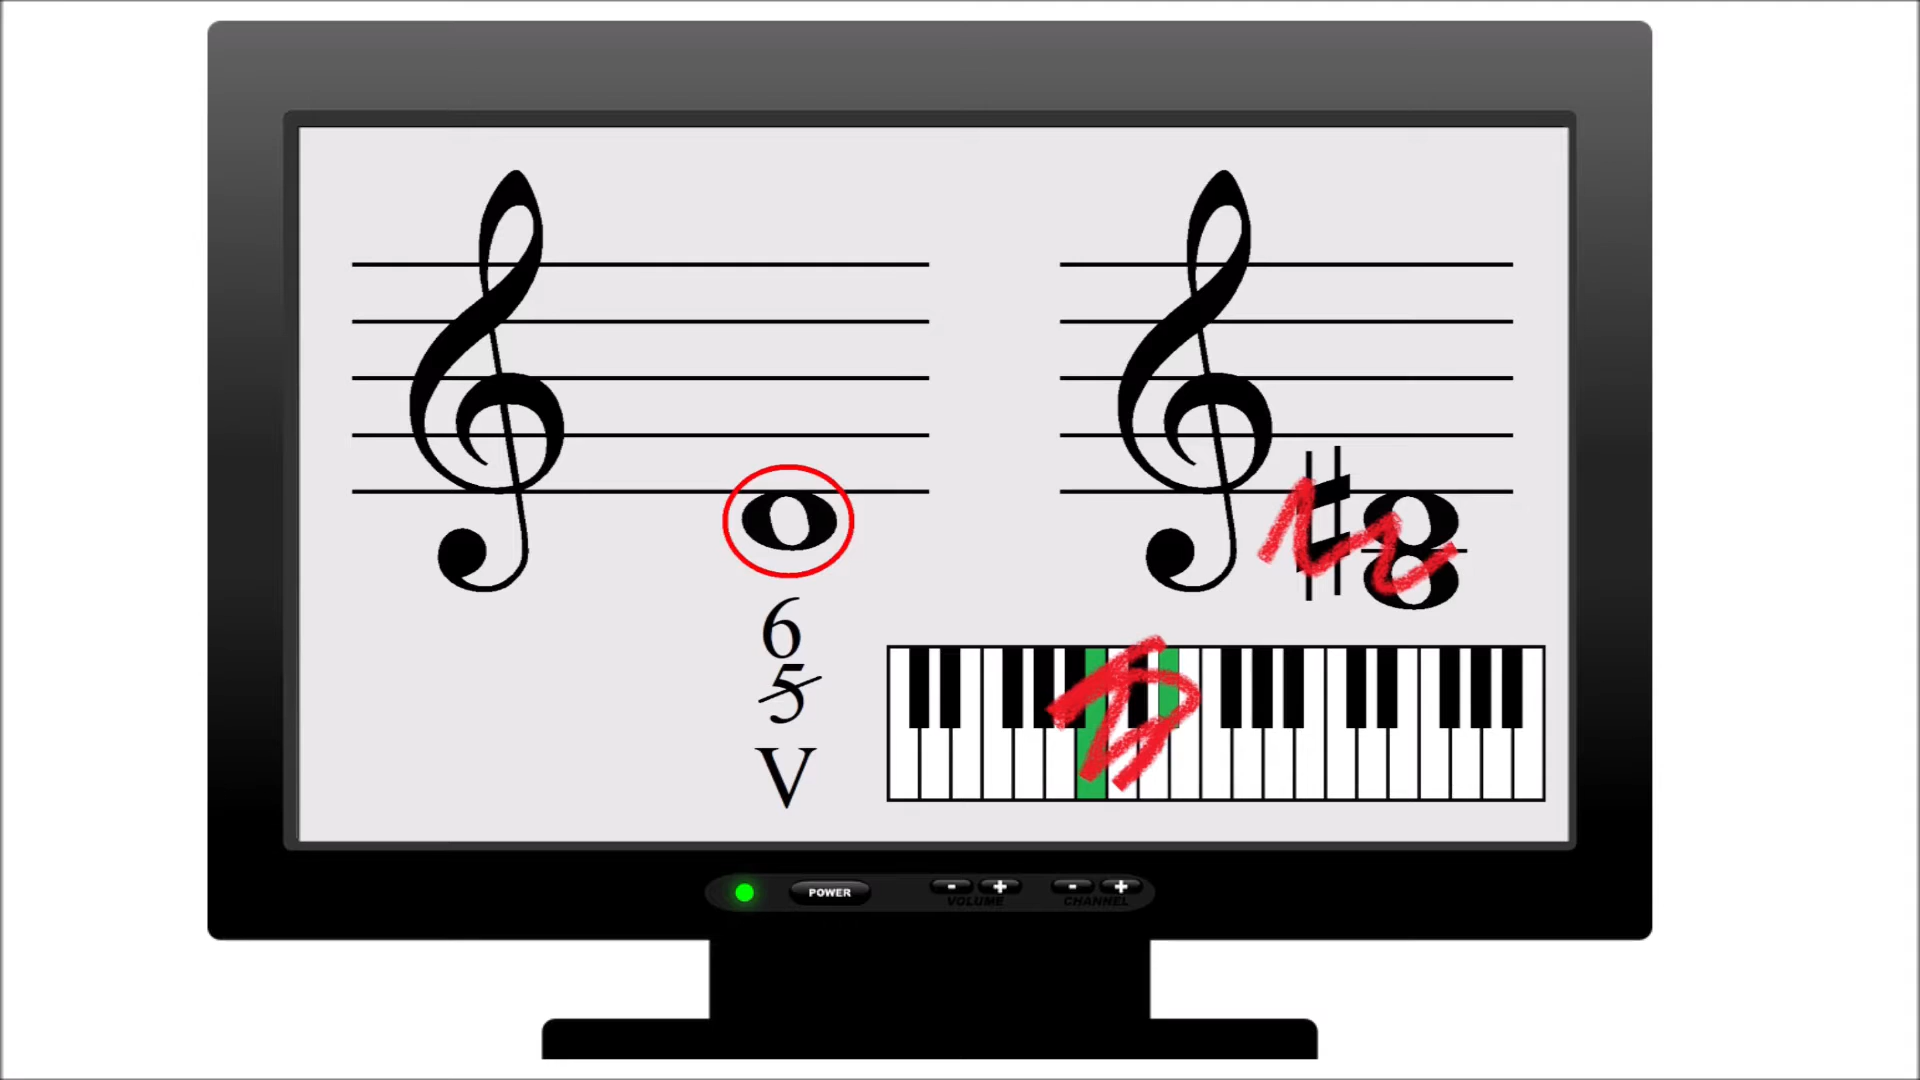 6
5
V
POWER
- + - +
VOLUME CHANNEL